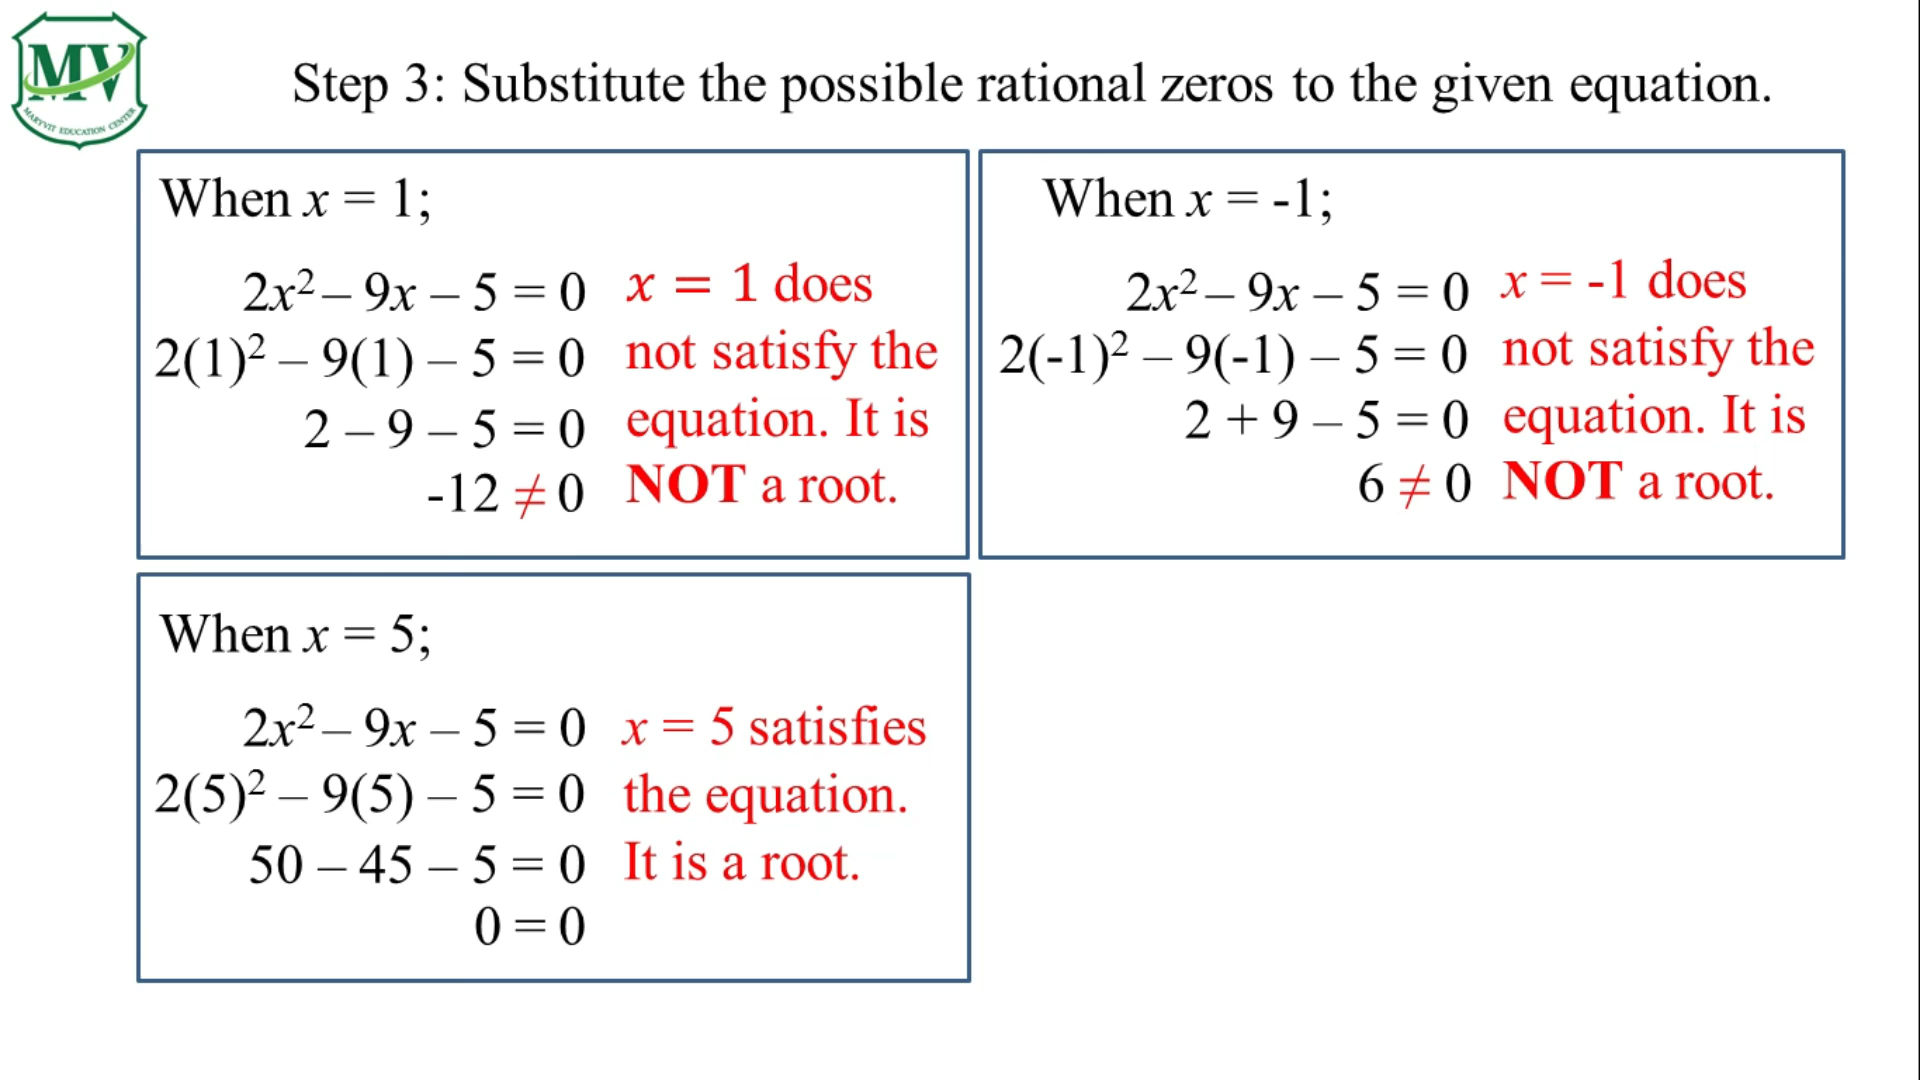 MV
MARYVIT EDUCATION CENTER
Step 3: Substitute the possible rational zeros to the given equation.
When x = 1;
2x² – 9x – 5 = 0
2(1)² – 9(1) – 5 = 0
2 – 9 – 5 = 0
-12 ≠ 0
x = 1 does
not satisfy the
equation. It is
NOT a root.
When x = -1;
2x² – 9x – 5 = 0
2(-1)² – 9(-1) – 5 = 0
2 + 9 – 5 = 0
6 ≠ 0
x = -1 does
not satisfy the
equation. It is
NOT a root.
When x = 5;
2x² – 9x – 5 = 0
2(5)² – 9(5) – 5 = 0
50 – 45 – 5 = 0
0 = 0
x = 5 satisfies
the equation.
It is a root.